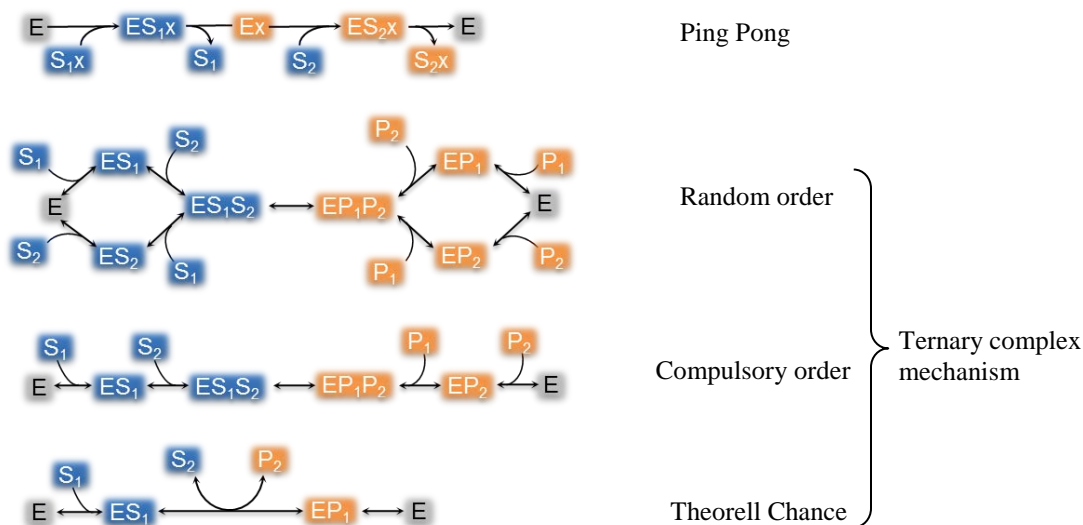 E ES₁x Ex ES₂x E Ping Pong
S₁x S₁ S₂ S₂x
S₂ P₂
S₁ ES₁ EP₁ P₁
E ES₁S₂ EP₁P₂ E Random order
S₂ ES₂ S₁ P₁ EP₂ P₂
S₁ S₂ P₁ P₂ Ternary complex
E ES₁ ES₁S₂ EP₁P₂ EP₂ E Compulsory order mechanism
S₁ S₂ P₂
E ES₁ EP₁ E Theorell Chance